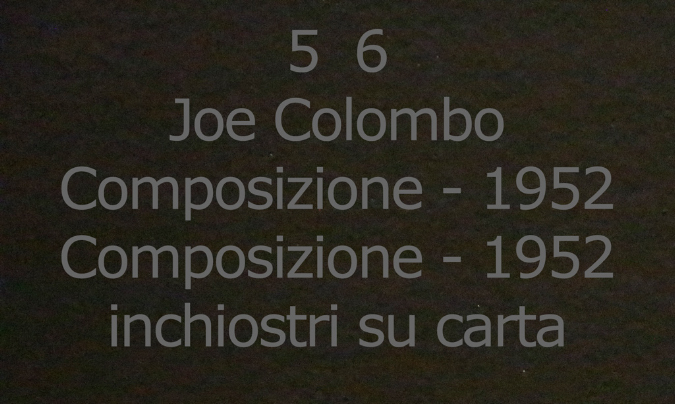 5 6
Joe Colombo
Composizione - 1952
Composizione - 1952
inchiostri su carta